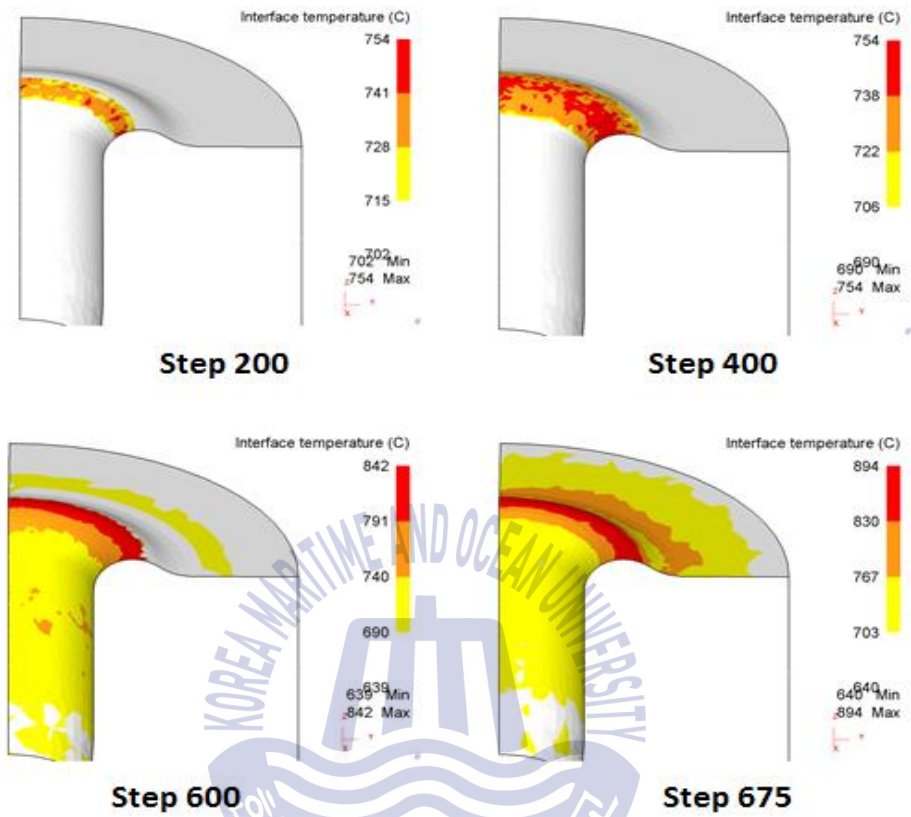 Interface temperature (C)
754
741
728
715
702
702 Min
754 Max
Z
Y
X
Step 200
Interface temperature (C)
754
738
722
706
690
690 Min
754 Max
Z
Y
X
Step 400
Interface temperature (C)
842
791
740
690
639
639 Min
842 Max
Z
Y
X
Step 600
Interface temperature (C)
894
830
767
703
640
640 Min
894 Max
Z
Y
X
Step 675
KOREA MARITIME AND OCEAN UNIVERSITY